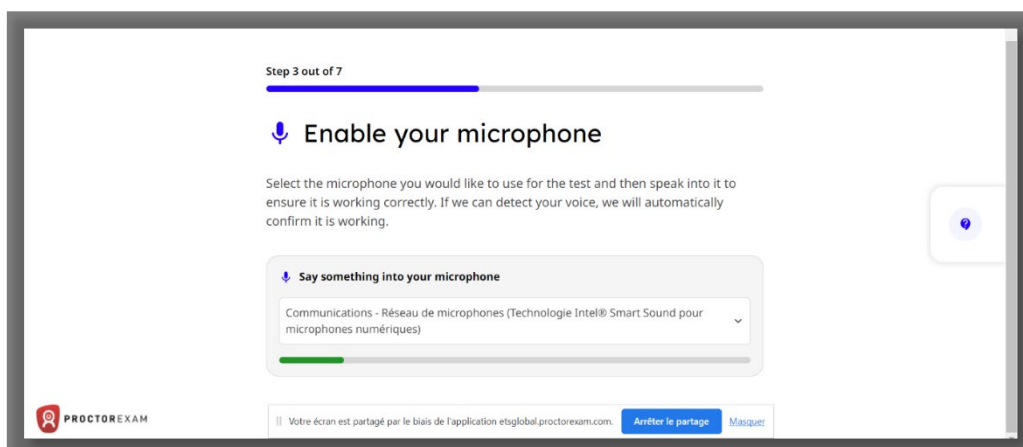 Step 3 out of 7
Enable your microphone
Select the microphone you would like to use for the test and then speak into it to
ensure it is working correctly. If we can detect your voice, we will automatically
confirm it is working.
Say something into your microphone
Communications - Réseau de microphones (Technologie Intel® Smart Sound pour
microphones numériques)
PROCTOREXAM
Votre écran est partagé par le biais de l'application etsglobal.proctorexam.com. Arrêter le partage Masquer